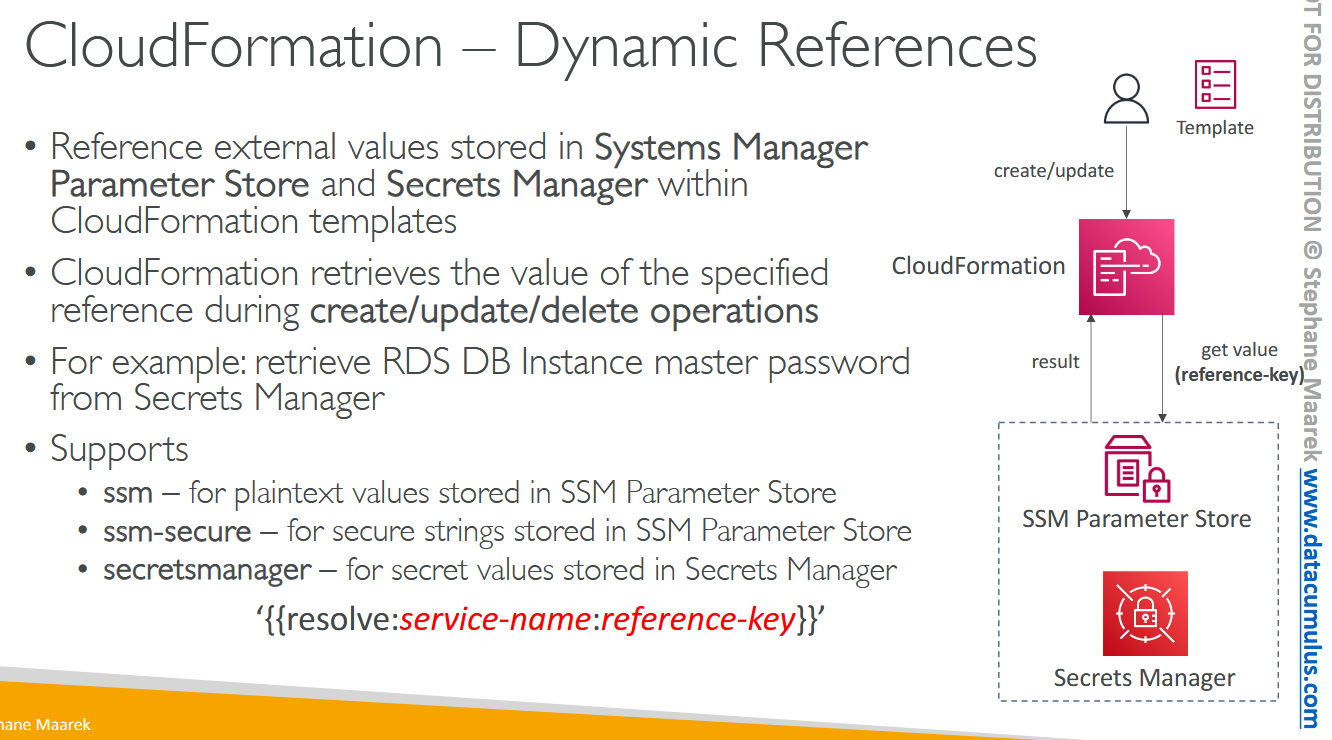 CloudFormation – Dynamic References
• Reference external values stored in Systems Manager
Parameter Store and Secrets Manager within
CloudFormation templates
• CloudFormation retrieves the value of the specified
reference during create/update/delete operations
• For example: retrieve RDS DB Instance master password
from Secrets Manager
• Supports
• ssm – for plaintext values stored in SSM Parameter Store
• ssm-secure – for secure strings stored in SSM Parameter Store
• secretsmanager – for secret values stored in Secrets Manager
‘{{resolve:service-name:reference-key}}’
Template
create/update
CloudFormation
result
get value
(reference-key)
SSM Parameter Store
Secrets Manager
FOR DISTRIBUTION © Stephane Maarek www.datacumulus.com
Maarek